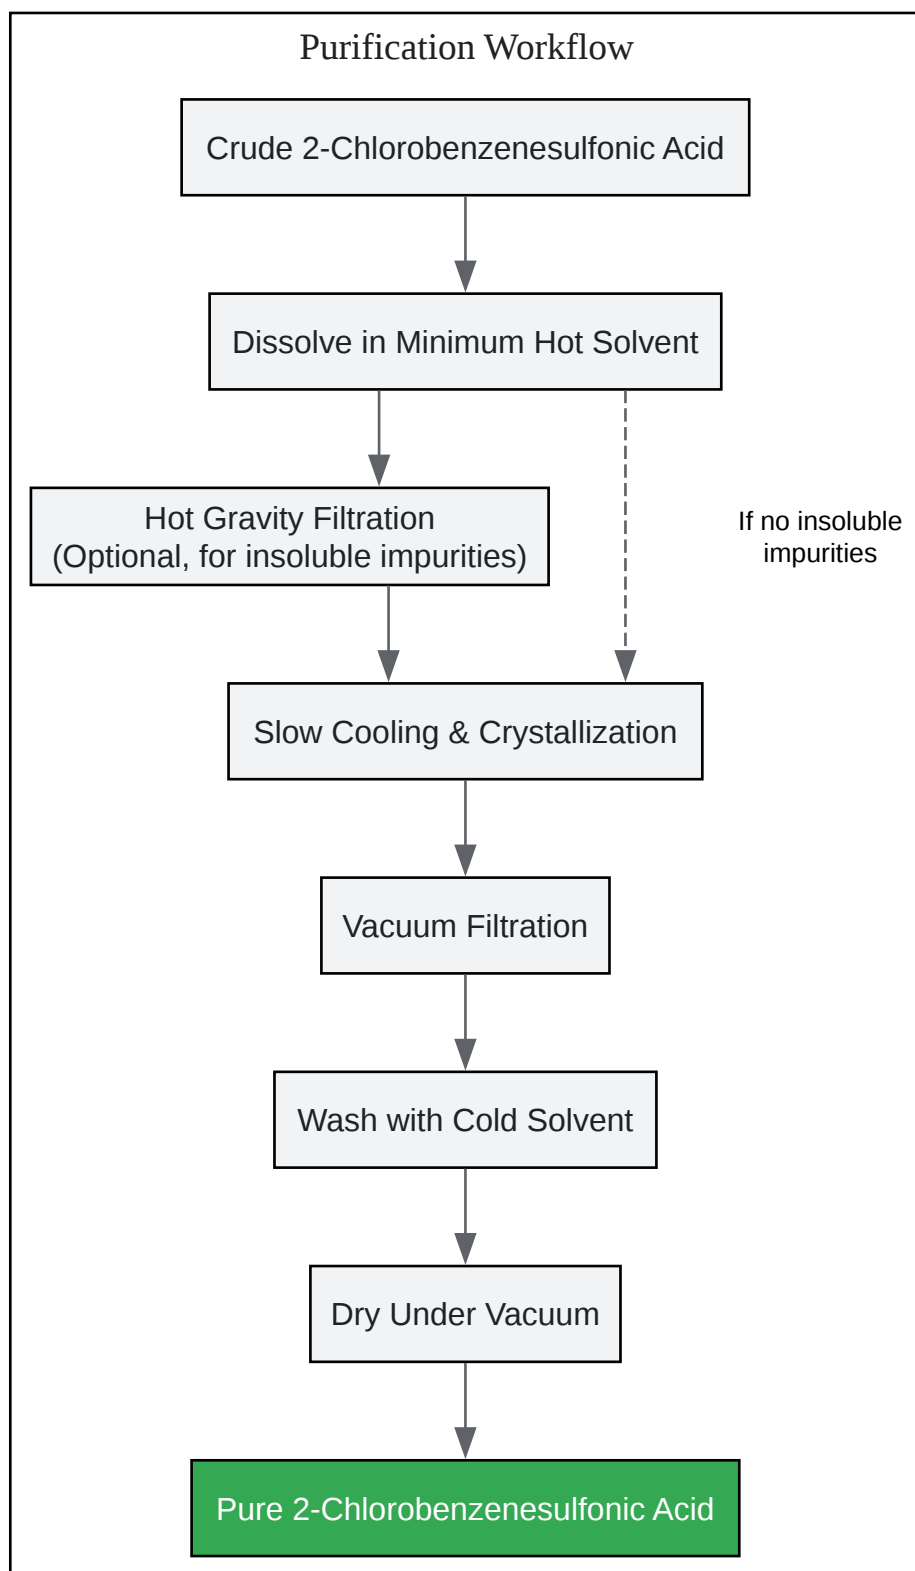 Purification Workflow
Crude 2-Chlorobenzenesulfonic Acid
Dissolve in Minimum Hot Solvent
Hot Gravity Filtration
(Optional, for insoluble impurities)
If no insoluble
impurities
Slow Cooling & Crystallization
Vacuum Filtration
Wash with Cold Solvent
Dry Under Vacuum
Pure 2-Chlorobenzenesulfonic Acid